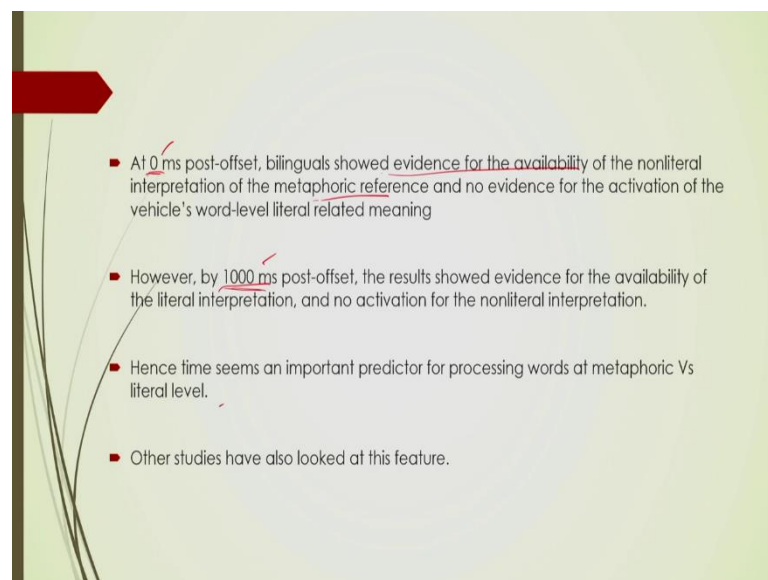 At 0 ms post-offset, bilinguals showed evidence for the availability of the nonliteral
interpretation of the metaphoric reference and no evidence for the activation of the
vehicle's word-level literal related meaning
However, by 1000 ms post-offset, the results showed evidence for the availability of
the literal interpretation, and no activation for the nonliteral interpretation.
Hence time seems an important predictor for processing words at metaphoric Vs
literal level.
Other studies have also looked at this feature.